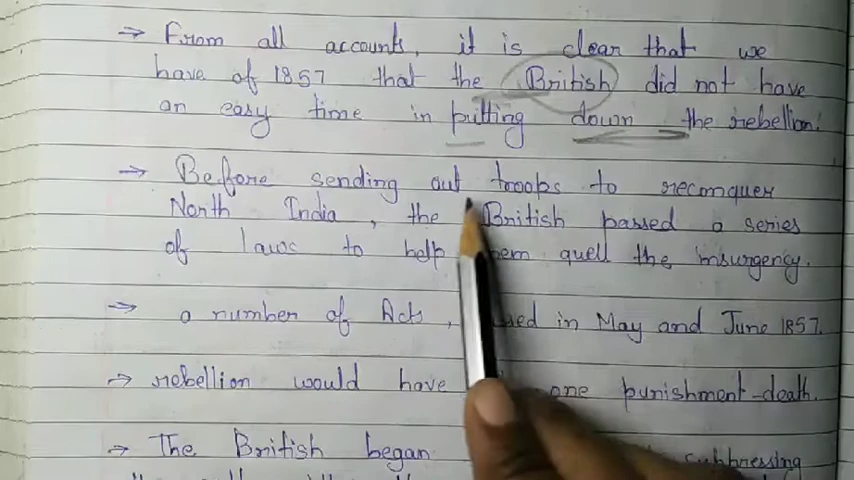 → From all accounts, it is clear that we
have of 1857 that the British did not have
an easy time in putting down the rebellion.
→ Before sending out troops to reconquer
North India, the British passed a series
of laws to help them quell the insurgency.
→ a number of Acts, in May and June 1857.
→ rebellion would have one punishment-death.
→ The British began suppressing